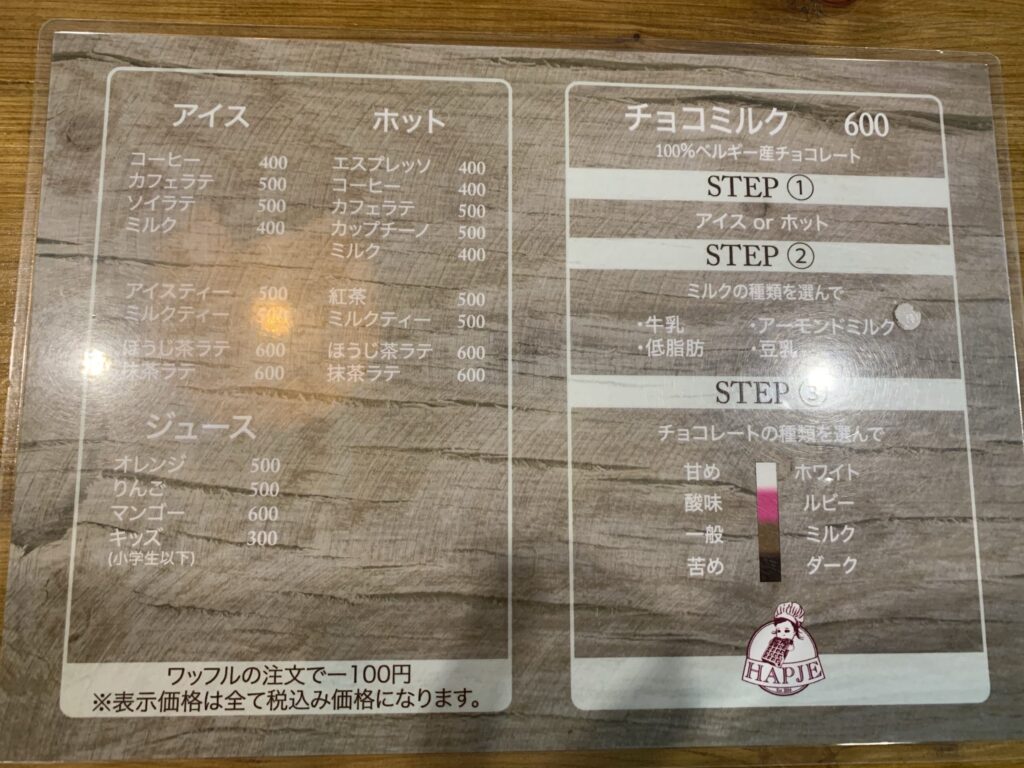 アイス
コーヒー 400
カフェラテ 500
ソイラテ 500
ミルク 400
アイスティー 500
ミルクティー
ほうじ茶ラテ 600
抹茶ラテ 600
ジュース
オレンジ 500
りんご 500
マンゴー 600
キッズ 300
(小学生以下)
ホット
エスプレッソ 400
コーヒー 400
カフェラテ 500
カップチーノ 500
ミルク 400
紅茶 500
ミルクティー 500
ほうじ茶ラテ 600
抹茶ラテ 600
ワッフルの注文でー100円
※表示価格は全て税込み価格になります。
チョコミルク 600
100%ベルギー産チョコレート
STEP ①
アイス or ホット
STEP ②
ミルクの種類を選んで
・牛乳 ・アーモンドミルク
・低脂肪 ・豆乳
STEP ③
チョコレートの種類を選んで
甘め ホワイト
酸味 ルビー
一般 ミルク
苦め ダーク
HAPJE